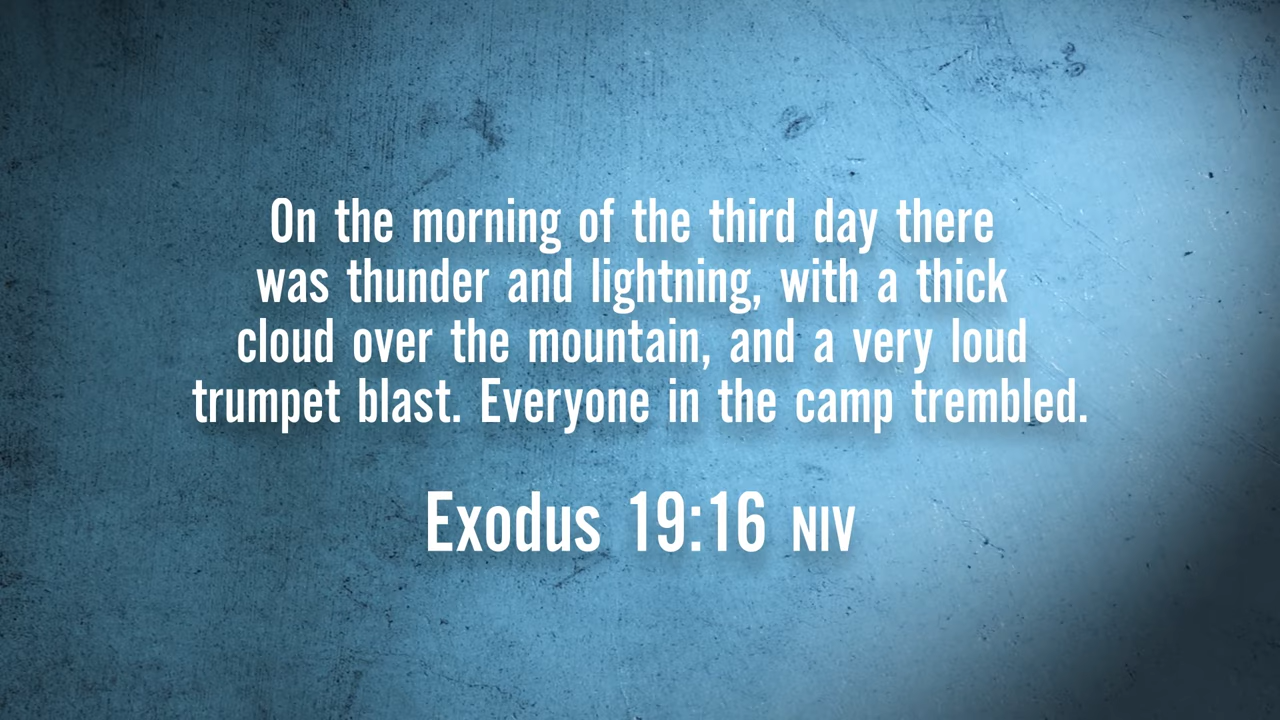 On the morning of the third day there
was thunder and lightning, with a thick
cloud over the mountain, and a very loud
trumpet blast. Everyone in the camp trembled.
Exodus 19:16 NIV